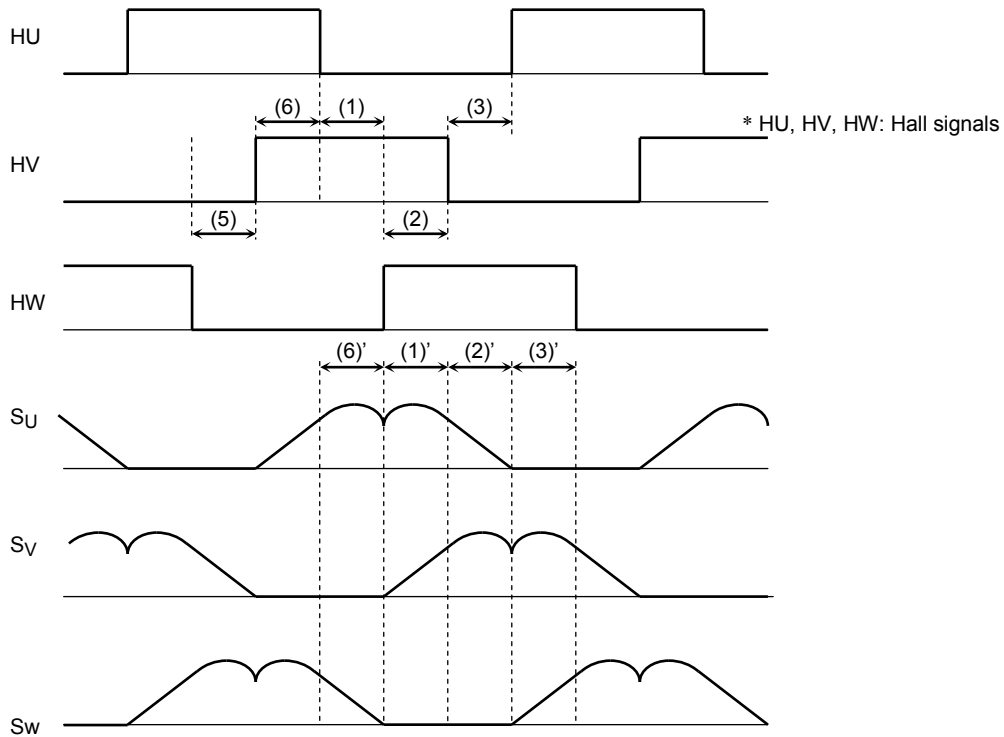 HU
(6) (1) (3)
* HU, HV, HW: Hall signals
HV
(5) (2)
HW
(6)’ (1)’ (2)’ (3)’
SU
SV
Sw